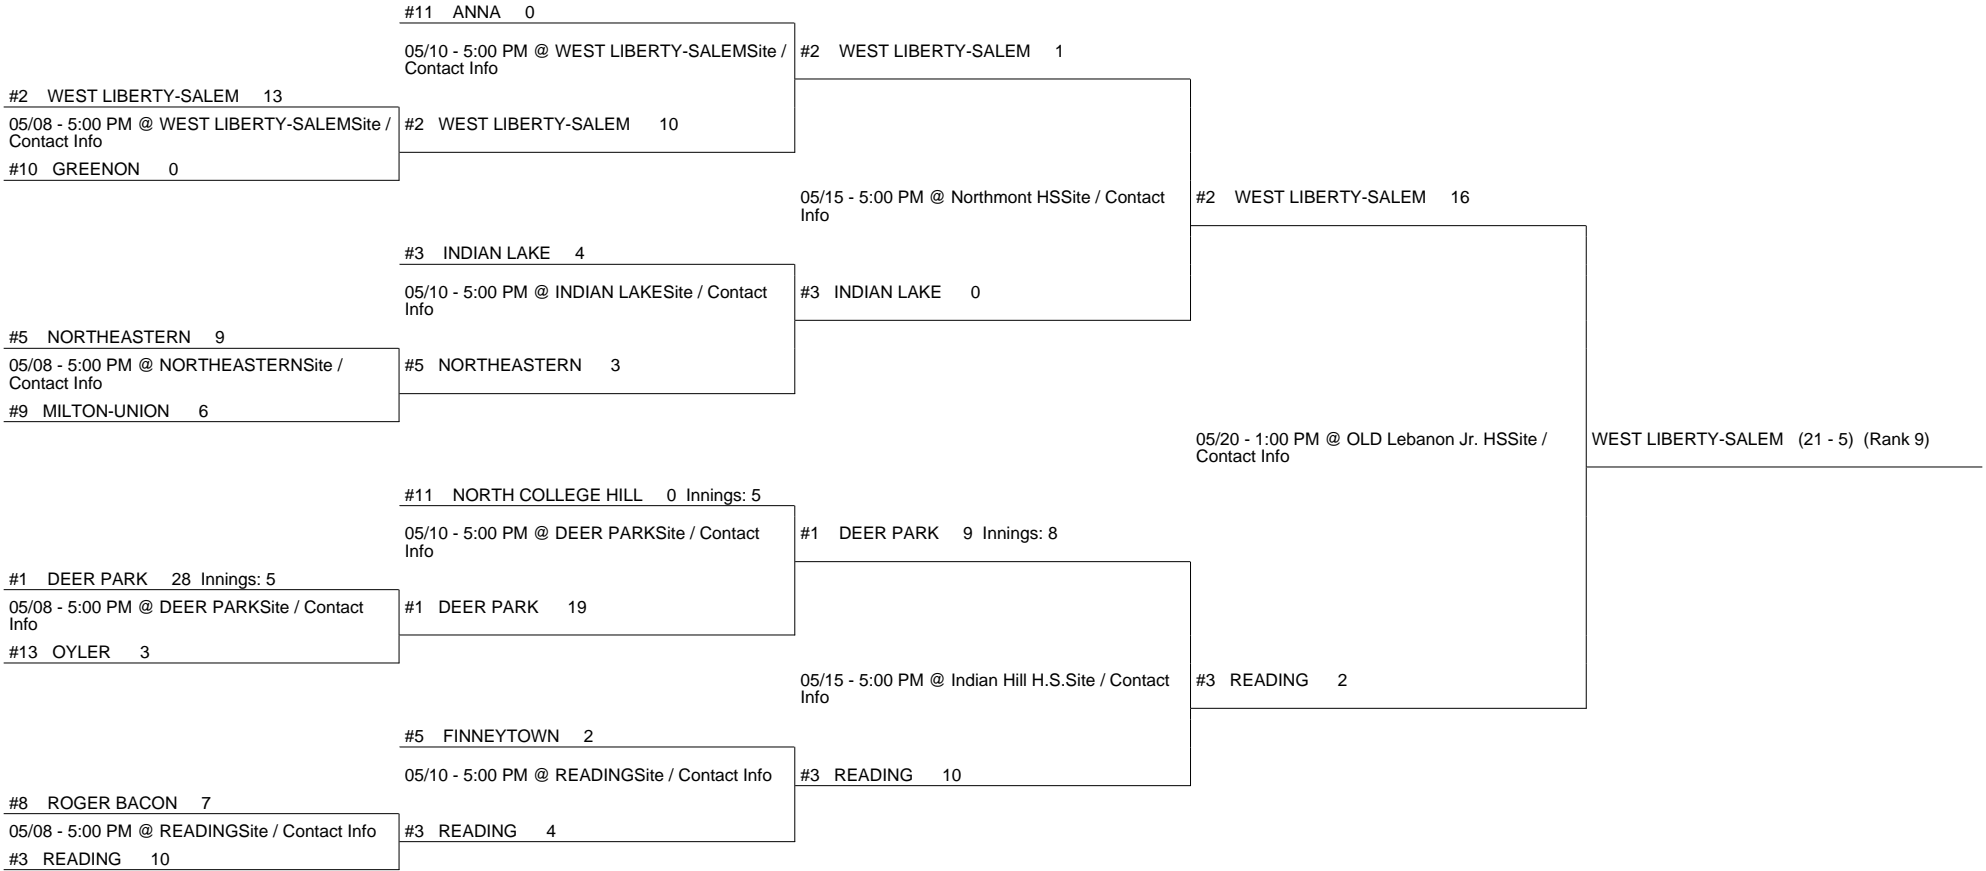 #11 ANNA 0
05/10 - 5:00 PM @ WEST LIBERTY-SALEMSite /
Contact Info
#2 WEST LIBERTY-SALEM 1
#2 WEST LIBERTY-SALEM 13
05/08 - 5:00 PM @ WEST LIBERTY-SALEMSite /
Contact Info
#2 WEST LIBERTY-SALEM 10
#10 GREENON 0
05/15 - 5:00 PM @ Northmont HSSite / Contact
Info
#2 WEST LIBERTY-SALEM 16
#3 INDIAN LAKE 4
05/10 - 5:00 PM @ INDIAN LAKESite / Contact
Info
#3 INDIAN LAKE 0
#5 NORTHEASTERN 9
05/08 - 5:00 PM @ NORTHEASTERNSite /
Contact Info
#5 NORTHEASTERN 3
#9 MILTON-UNION 6
05/20 - 1:00 PM @ OLD Lebanon Jr. HSSite /
Contact Info
WEST LIBERTY-SALEM (21 - 5) (Rank 9)
#11 NORTH COLLEGE HILL 0 Innings: 5
05/10 - 5:00 PM @ DEER PARKSite / Contact
Info
#1 DEER PARK 9 Innings: 8
#1 DEER PARK 28 Innings: 5
05/08 - 5:00 PM @ DEER PARKSite / Contact
Info
#1 DEER PARK 19
#13 OYLER 3
05/15 - 5:00 PM @ Indian Hill H.S.Site / Contact
Info
#3 READING 2
#5 FINNEYTOWN 2
05/10 - 5:00 PM @ READINGSite / Contact Info
#3 READING 10
#8 ROGER BACON 7
05/08 - 5:00 PM @ READINGSite / Contact Info
#3 READING 4
#3 READING 10